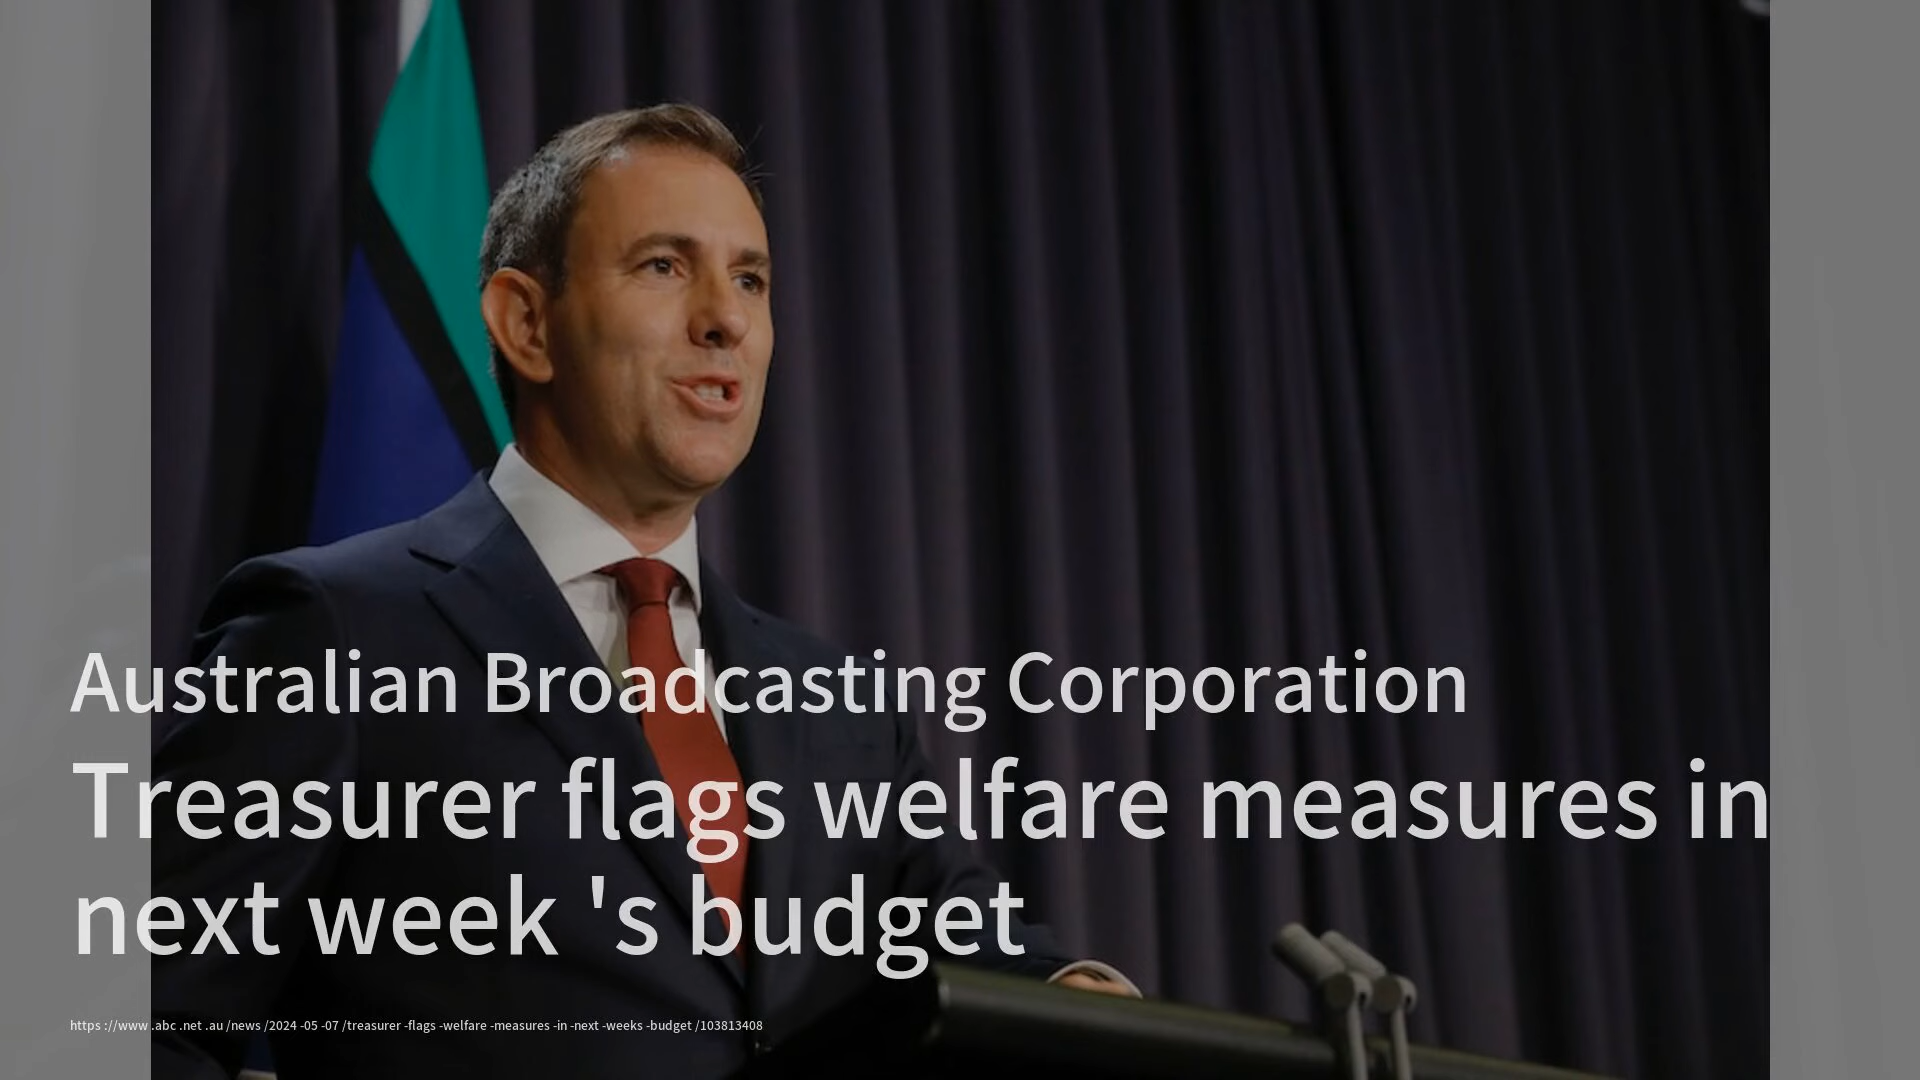 Australian Broadcasting Corporation
Treasurer flags welfare measures in
next week 's budget
https ://www .abc .net .au /news /2024 -05 -07 /treasurer -flags -welfare -measures -in -next -weeks -budget /103813408